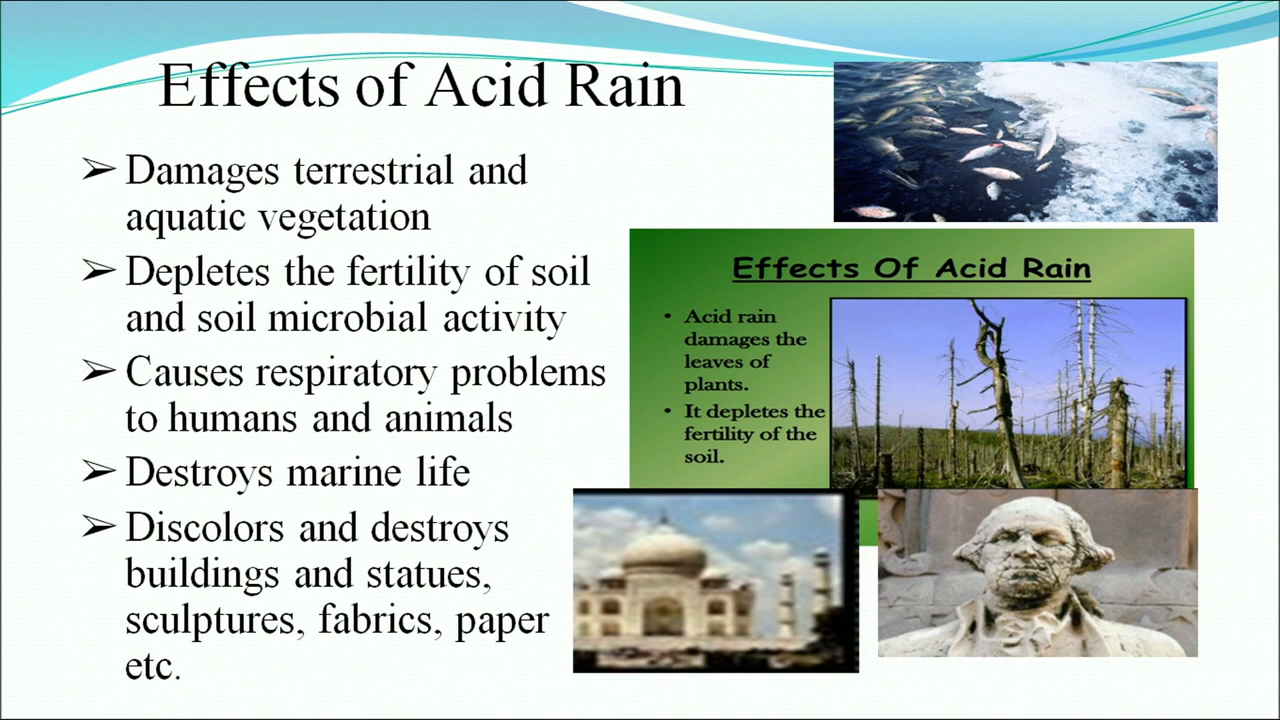 Effects of Acid Rain
➢ Damages terrestrial and
aquatic vegetation
➢ Depletes the fertility of soil
and soil microbial activity
➢ Causes respiratory problems
to humans and animals
➢ Destroys marine life
➢ Discolors and destroys
buildings and statues,
sculptures, fabrics, paper
etc.
Effects Of Acid Rain
• Acid rain
damages the
leaves of
plants.
• It depletes the
fertility of the
soil.